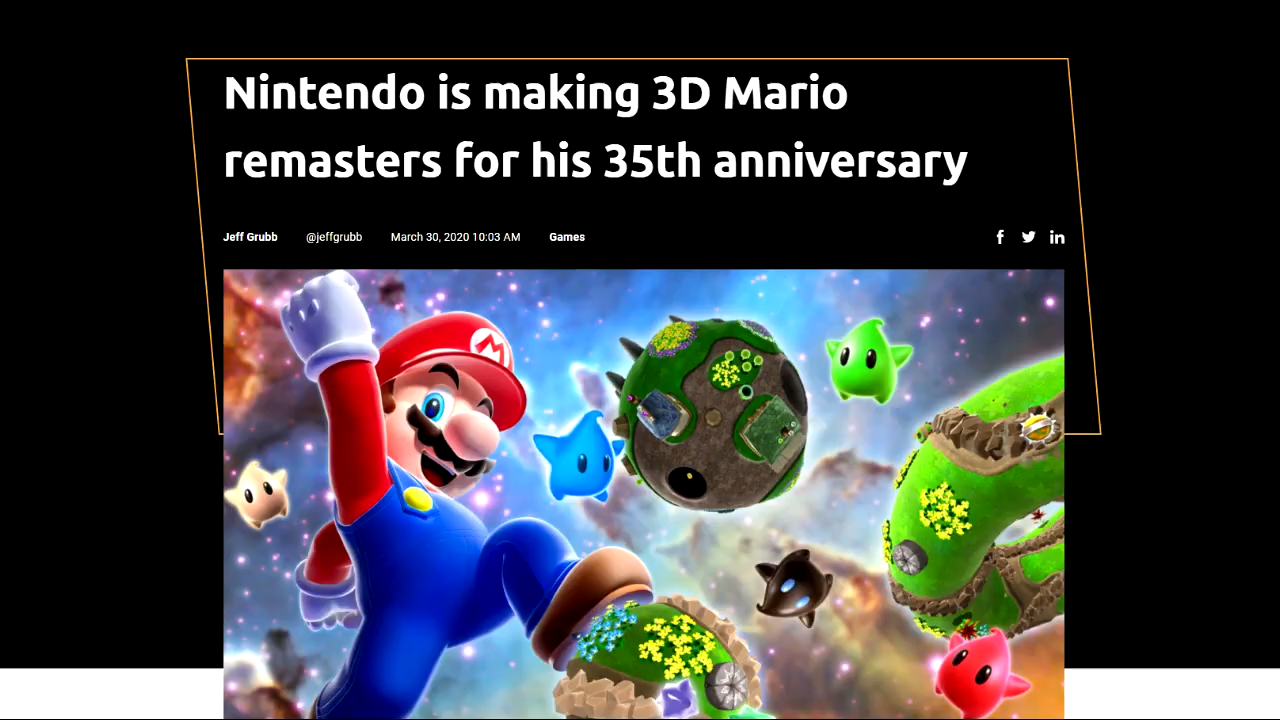 Nintendo is making 3D Mario
remasters for his 35th anniversary
Jeff Grubb @jeffgrubb March 30, 2020 10:03 AM Games
M